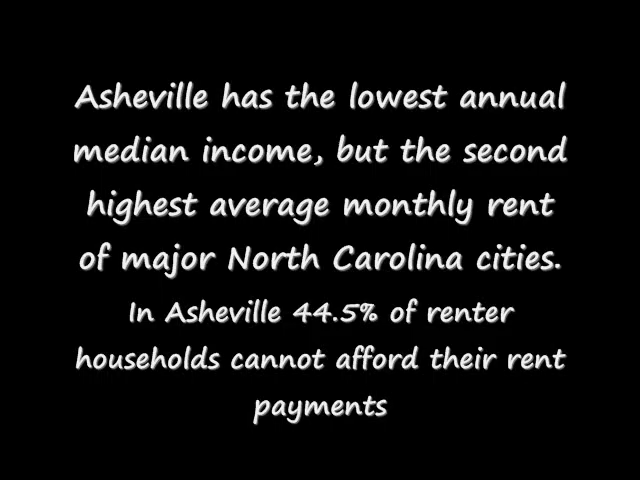 Asheville has the lowest annual
median income, but the second
highest average monthly rent
of major North Carolina cities.
In Asheville 44.5% of renter
households cannot afford their rent
payments